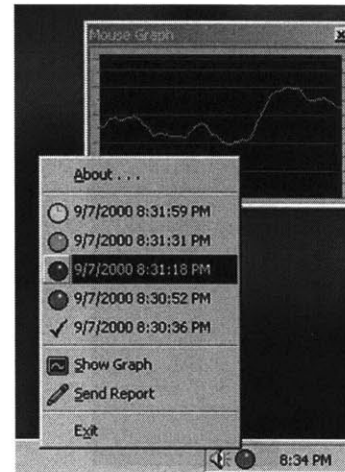 Mouse Graph
About . . .
9/7/2000 8:31:59 PM
9/7/2000 8:31:31 PM
9/7/2000 8:31:18 PM
9/7/2000 8:30:52 PM
9/7/2000 8:30:36 PM
Show Graph
Send Report
Exit
8:34 PM